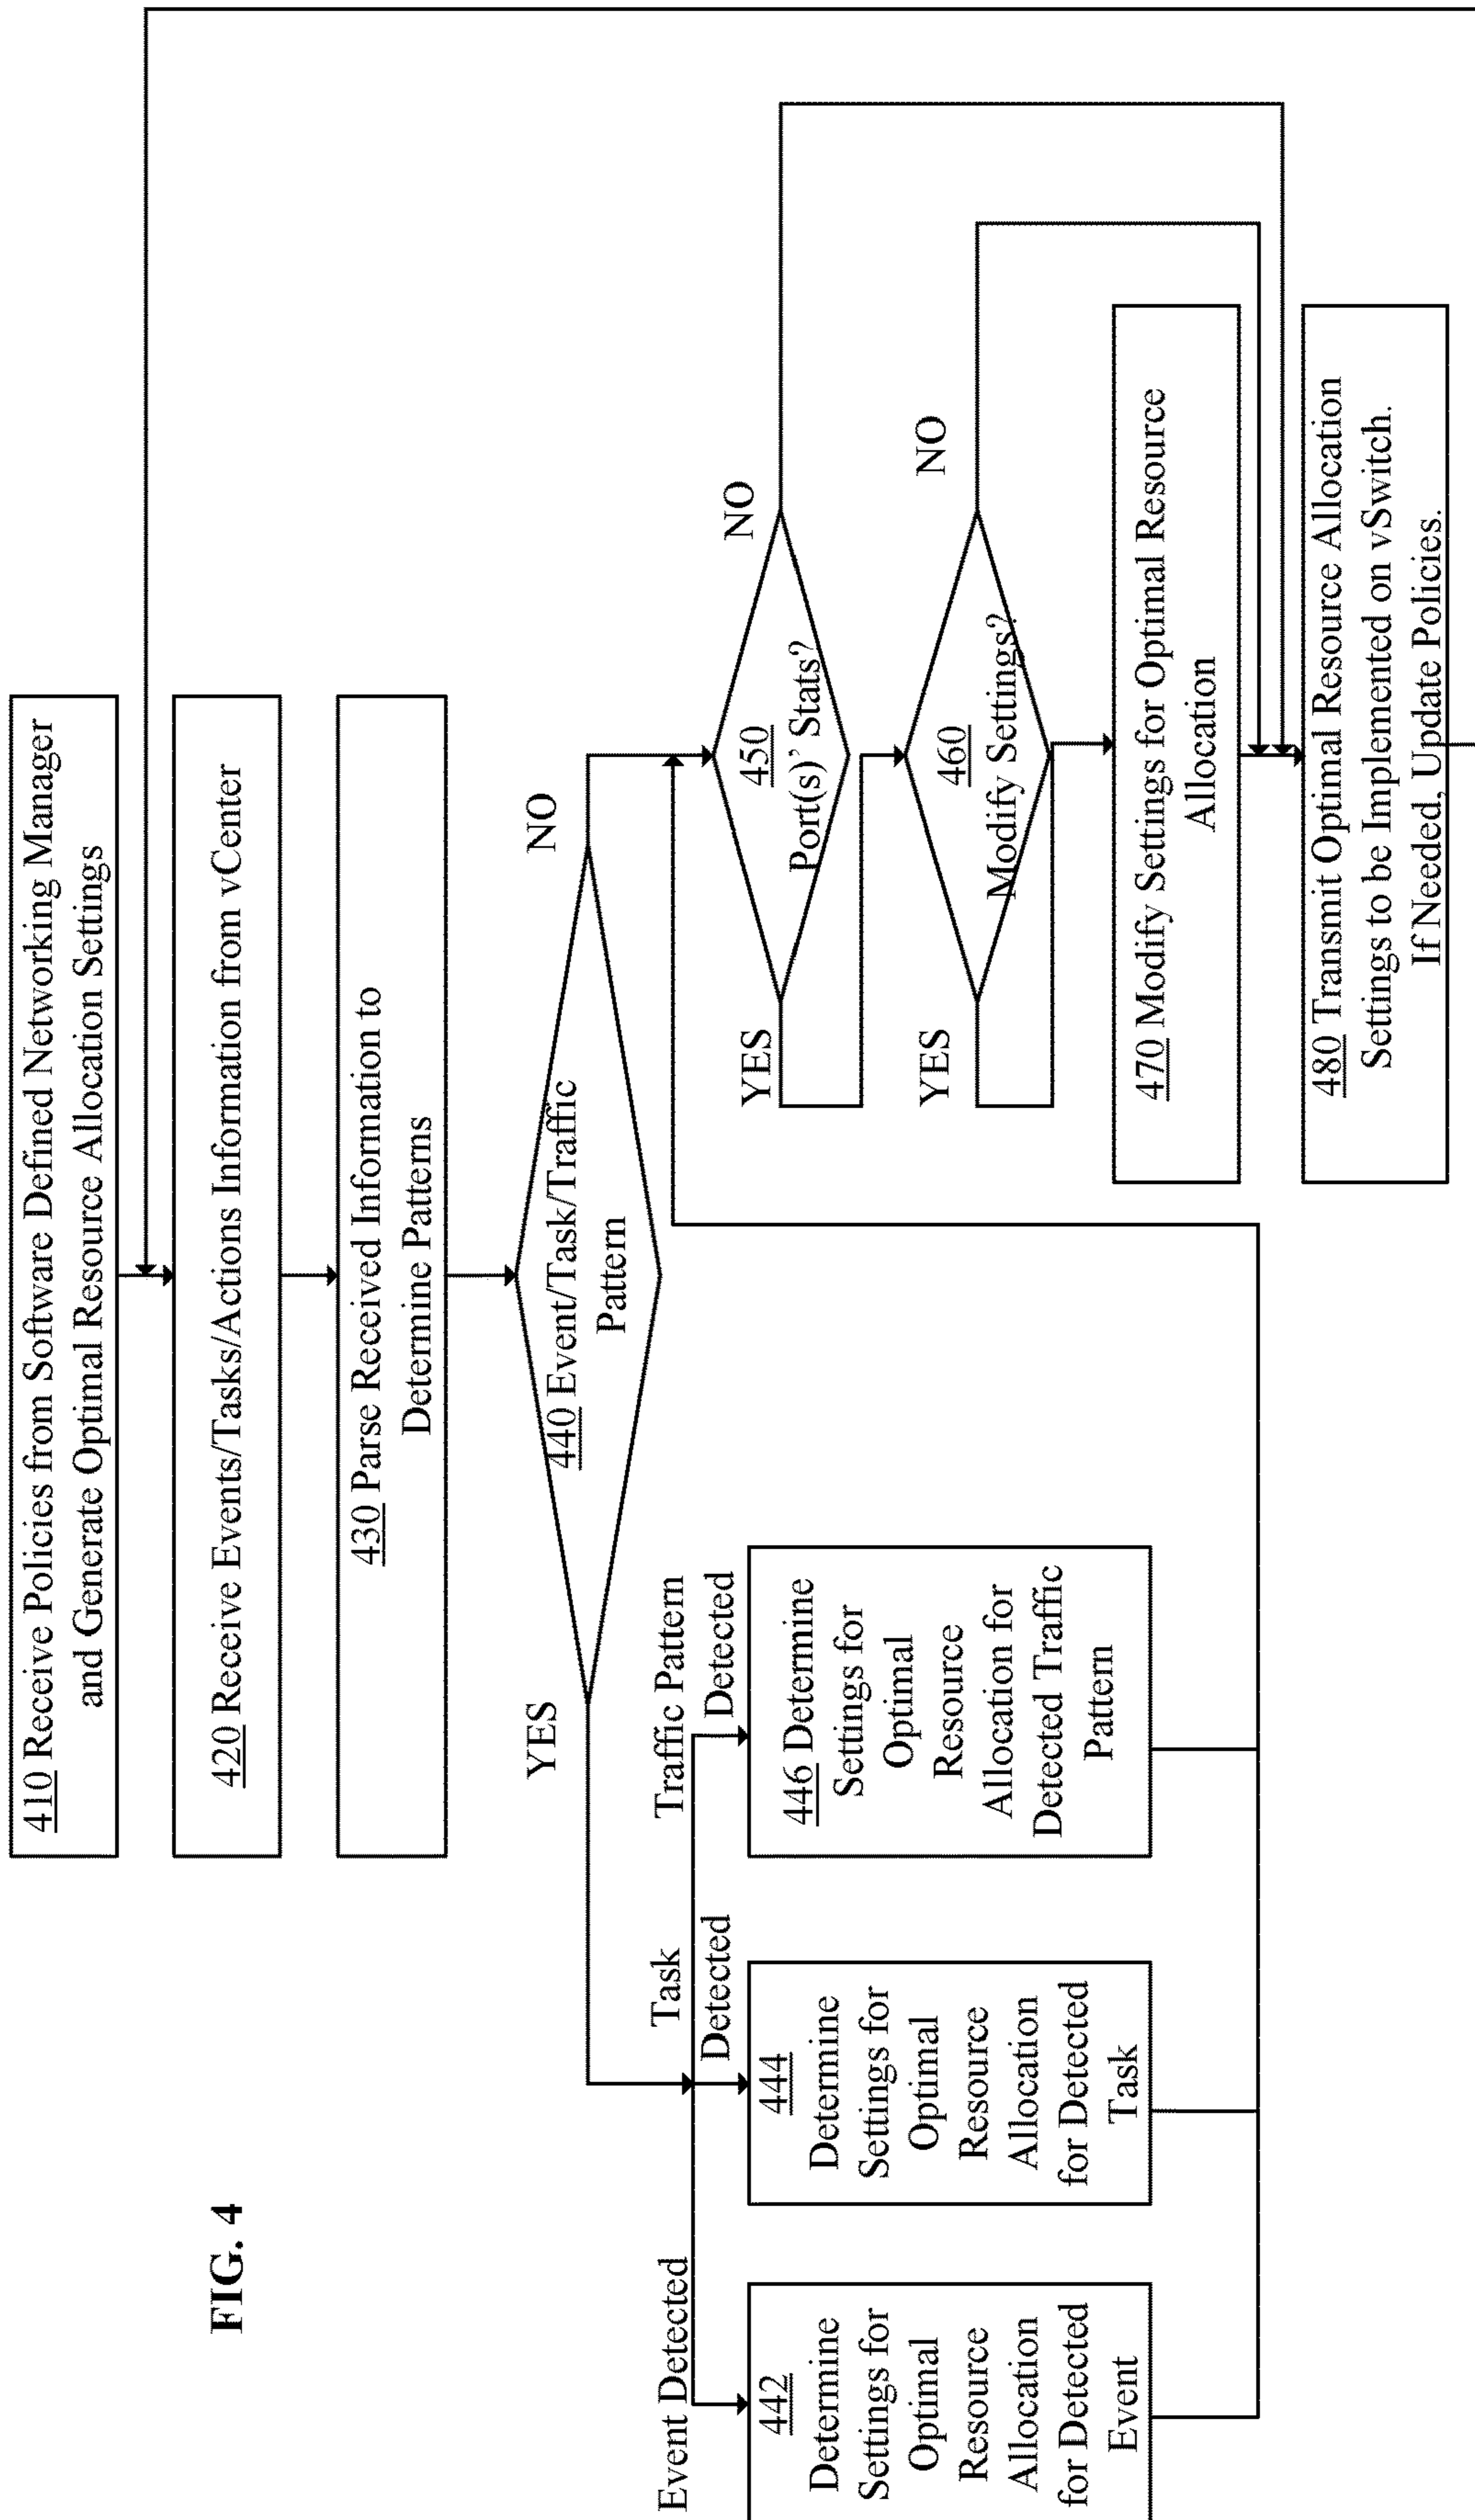 410 Receive Policies from Software Defined Networking Manager
and Generate Optimal Resource Allocation Settings
420 Receive Events/Tasks/Actions Information from vCenter
430 Parse Received Information to
Determine Patterns
440 Event/Task/Traffic
Pattern
YES
NO
Event Detected
Task
Detected
Traffic Pattern
Detected
442
Determine
Settings for
Optimal
Resource
Allocation
for Detected
Event
444
Determine
Settings for
Optimal
Resource
Allocation
for Detected
Task
446 Determine
Settings for
Optimal
Resource
Allocation for
Detected Traffic
Pattern
450
Port(s)' Stats?
YES
NO
460
Modify Settings?
YES
NO
470 Modify Settings for Optimal Resource
Allocation
480 Transmit Optimal Resource Allocation
Settings to be Implemented on vSwitch.
If Needed, Update Policies.
FIG. 4